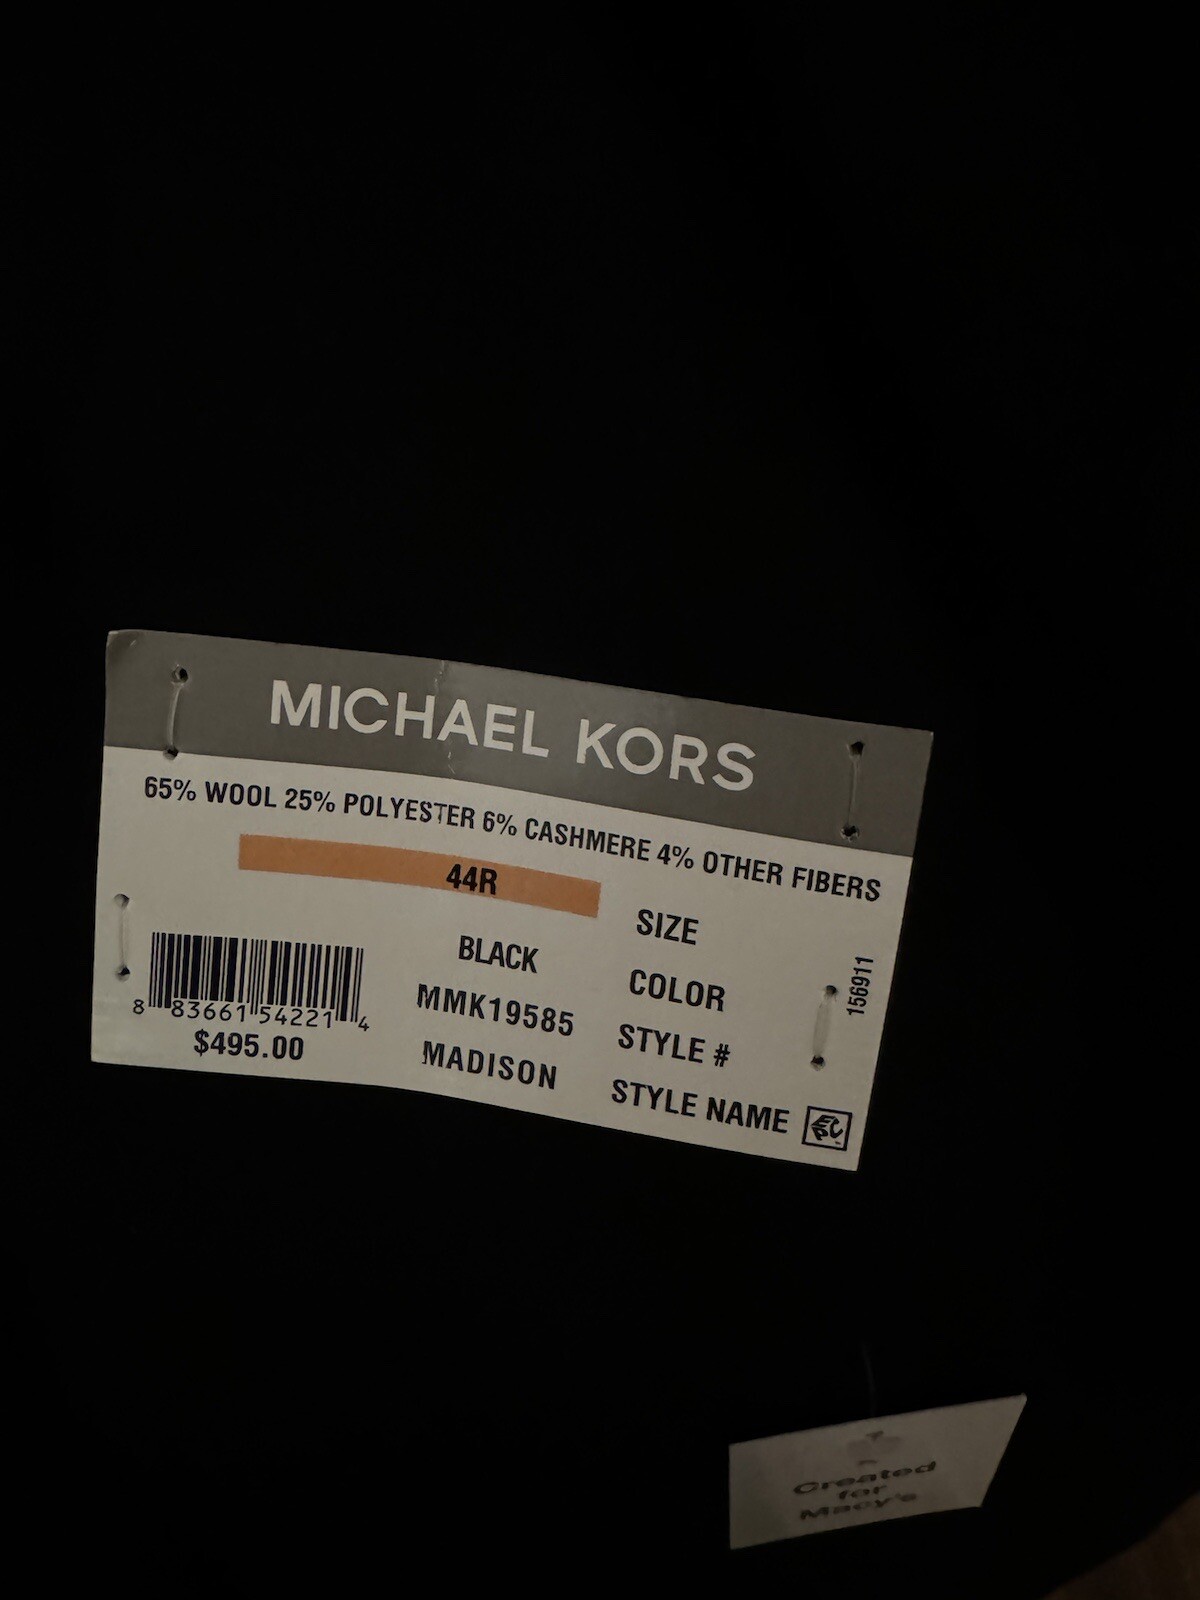 MICHAEL KORS
65% WOOL 25% POLYESTER 6% CASHMERE 4% OTHER FIBERS
44R SIZE
BLACK COLOR
MMK19585 STYLE #
MADISON STYLE NAME
8 83661 54221 4
$495.00
156911
Created
for
Macy's